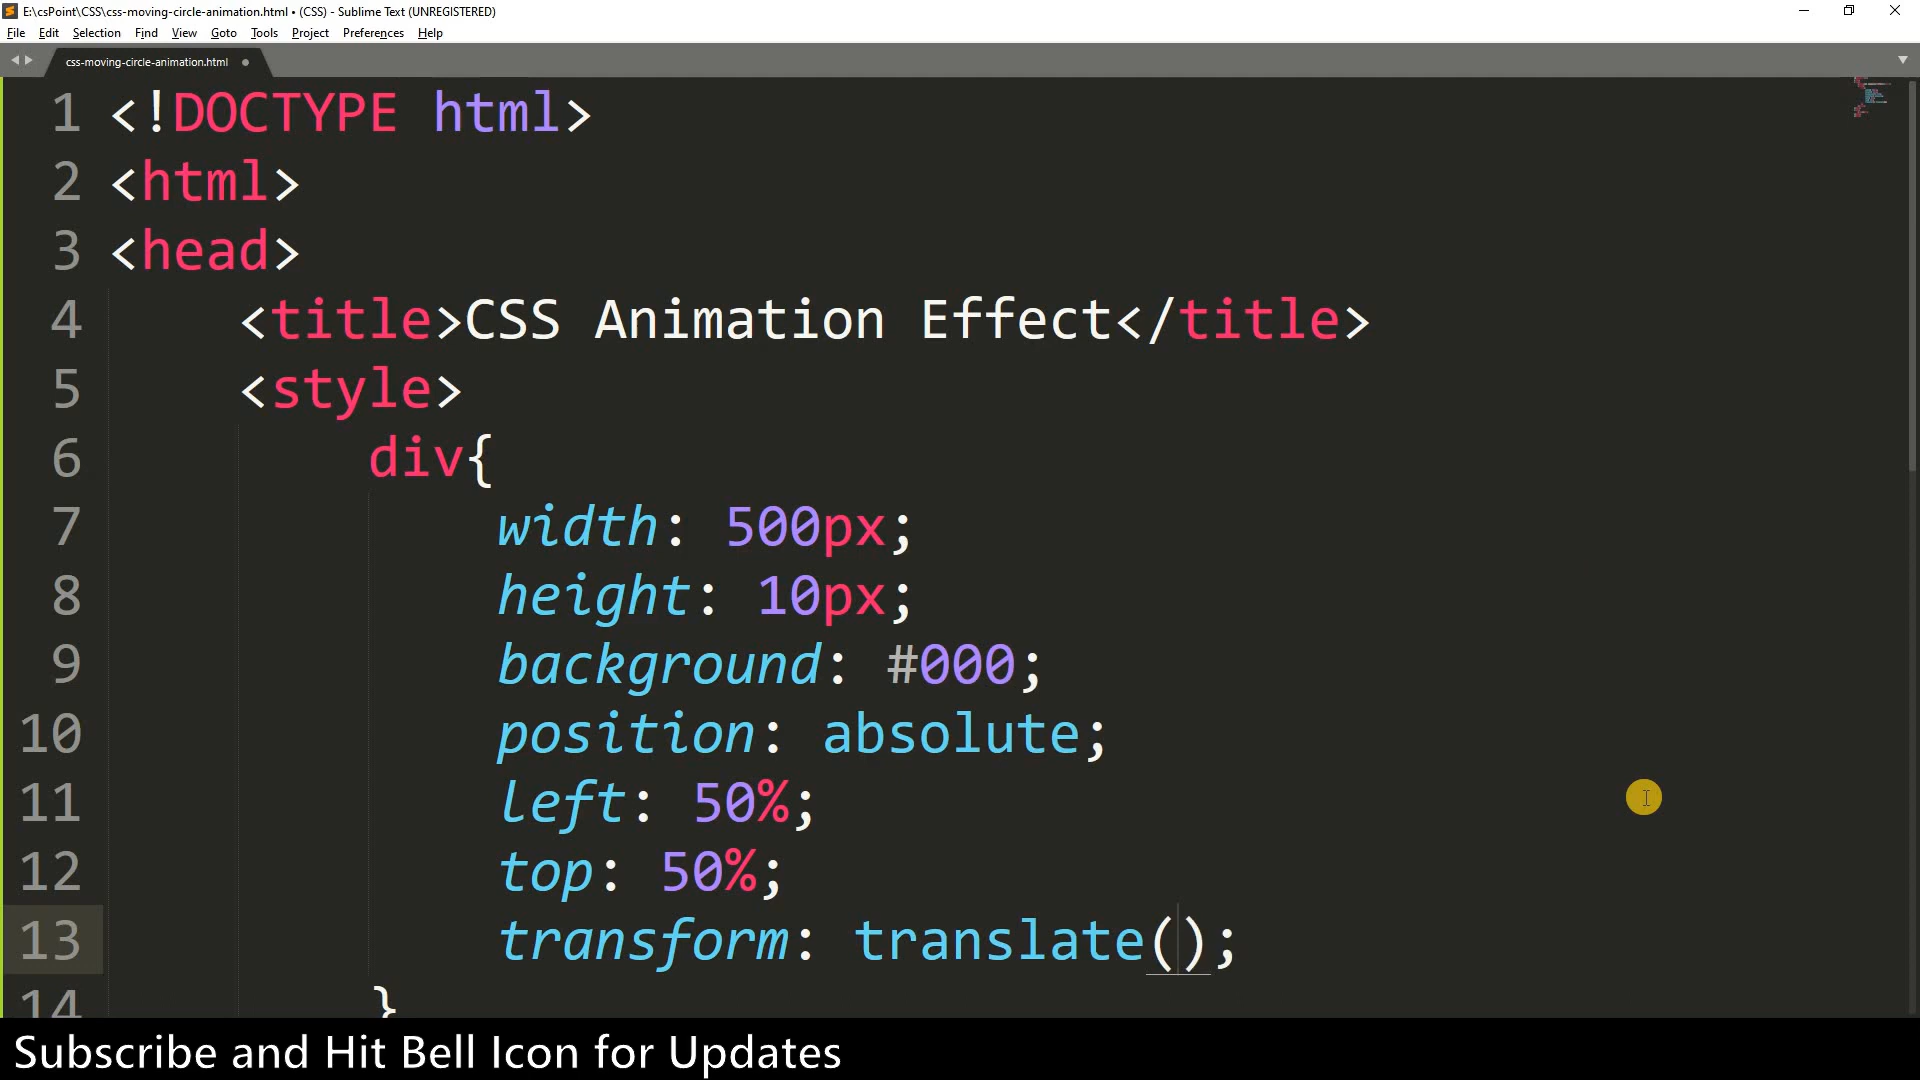 E:\csPoint\CSS\css-moving-circle-animation.html • (CSS) - Sublime Text (UNREGISTERED)
File Edit Selection Find View Goto Tools Project Preferences Help
css-moving-circle-animation.html
1 <!DOCTYPE html>
2 <html>
3 <head>
4 <title>CSS Animation Effect</title>
5 <style>
6 div{
7 width: 500px;
8 height: 10px;
9 background: #000;
10 position: absolute;
11 left: 50%;
12 top: 50%;
13 transform: translate();
14 }
Subscribe and Hit Bell Icon for Updates